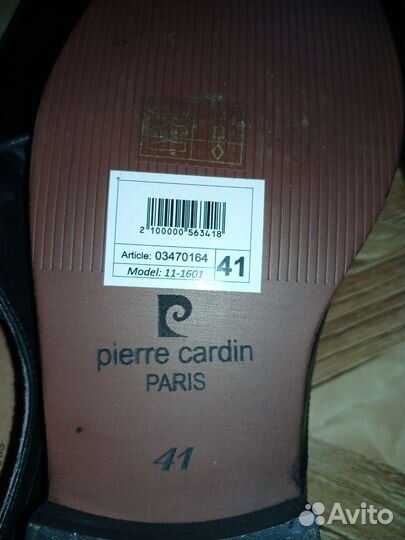 2 100000 563418
Article: 03470164
Model: 11-1601
41
pierre cardin
PARIS
41
Avito